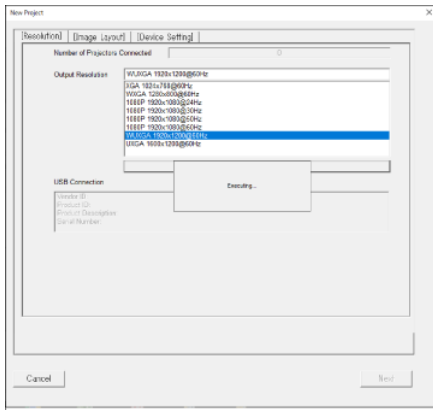 New Project
[Resolution] [Image Layout] [Device Setting]
Number of Projectors Connected 0
Output Resolution WUXGA 1920x1200@60Hz
XGA 1024x768@60Hz
WXGA 1280x800@60Hz
1080P 1920x1080@24Hz
1080P 1920x1080@30Hz
1080P 1920x1080@50Hz
1080P 1920x1080@60Hz
WUXGA 1920x1200@60Hz
UXGA 1600x1200@60Hz
Executing...
USB Connection
Vendor ID
Product ID
Product Description
Serial Number
Cancel Next